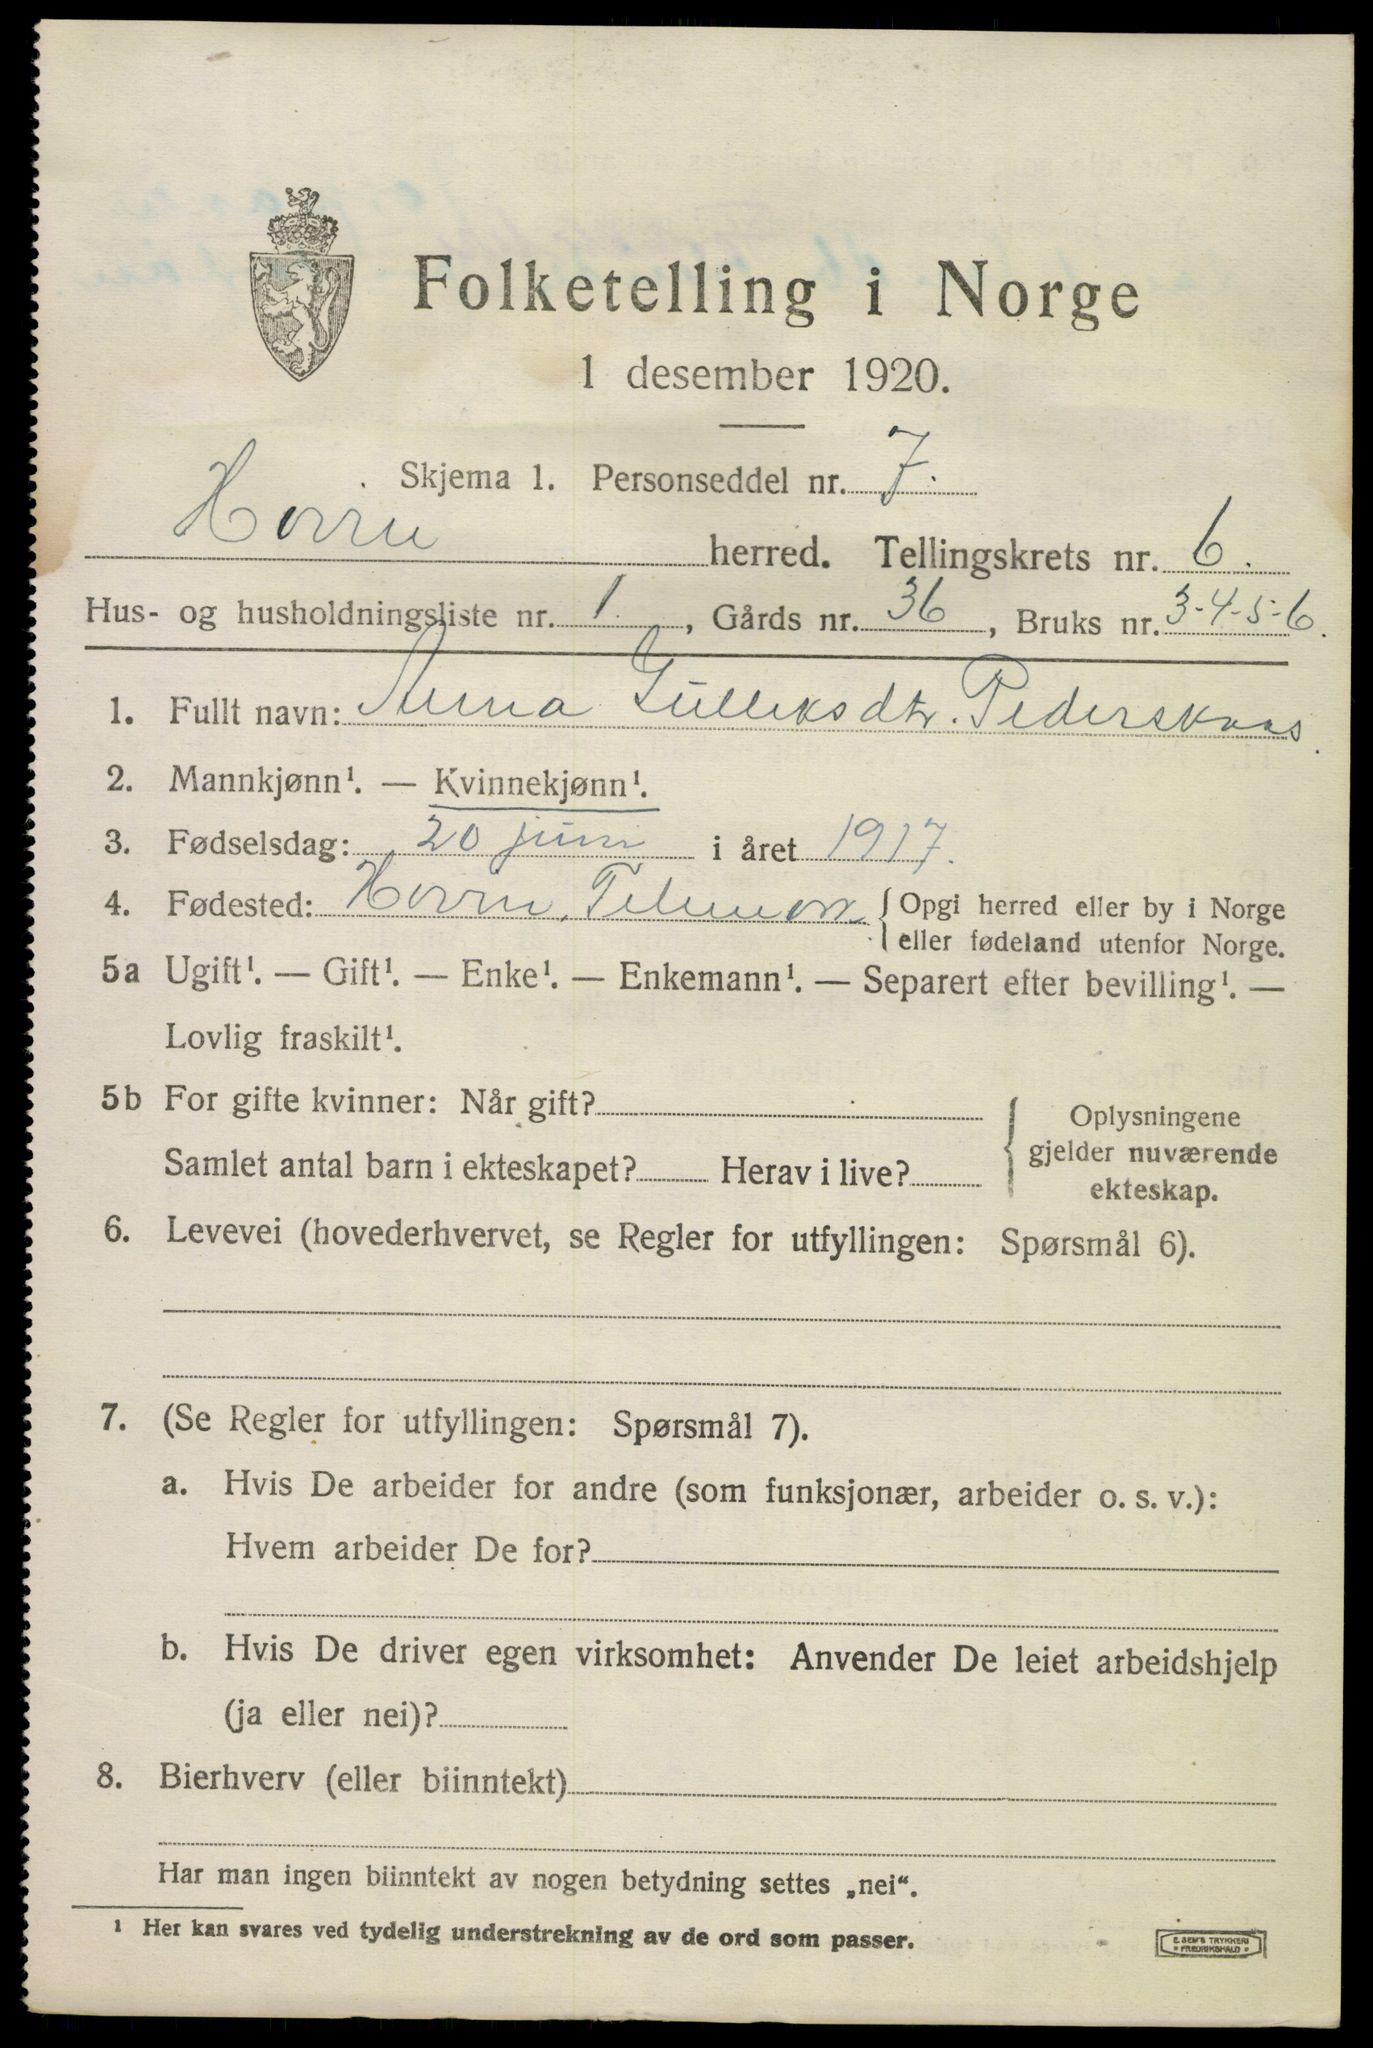 Folketelling i Norge
1 desember 1920.
Skjema 1. Personseddel nr. 7.
Hovin herred. Tellingskrets nr. 6.
Hus- og husholdningsliste nr. 1. , Gårds nr. 36 , Bruks nr. 3-4-5-6.
1. Fullt navn: Anna Gulleksdtr. Pederskaas.
2. Mannkjønn¹. — Kvinnekjønn¹.
3. Fødselsdag: 20 juni i året 1917.
4. Fødested: Hovin, Telemark { Opgi herred eller by i Norge
eller fødeland utenfor Norge.
5a Ugift¹. — Gift¹. — Enke¹. — Enkemann¹. — Separert efter bevilling¹. —
Lovlig fraskilt¹.
5b For gifte kvinner: Når gift? { Oplysningene
gjelder nuværende
Samlet antal barn i ekteskapet? Herav i live?
ekteskap.
6. Levevei (hovederhvervet, se Regler for utfyllingen: Spørsmål 6).
7. (Se Regler for utfyllingen: Spørsmål 7).
a. Hvis De arbeider for andre (som funksjonær, arbeider o. s. v.):
Hvem arbeider De for?
b. Hvis De driver egen virksomhet: Anvender De leiet arbeidshjelp
(ja eller nei)?
8. Bierhverv (eller biinntekt)
Har man ingen biinntekt av nogen betydning settes „nei“.
¹ Her kan svares ved tydelig understrekning av de ord som passer.
E. SEM'S TRYKKERI
* FREDRIKSHALD *